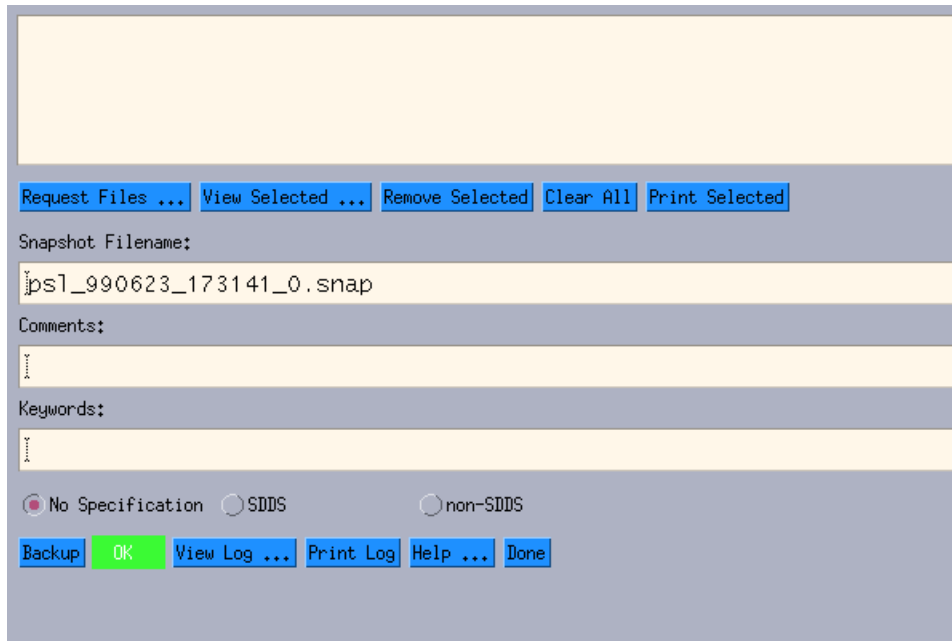 Request Files ... View Selected ... Remove Selected Clear All Print Selected
Snapshot Filename:
psl_990623_173141_0.snap
Comments:
Keywords:
No Specification SDDS non-SDDS
Backup OK View Log ... Print Log Help ... Done